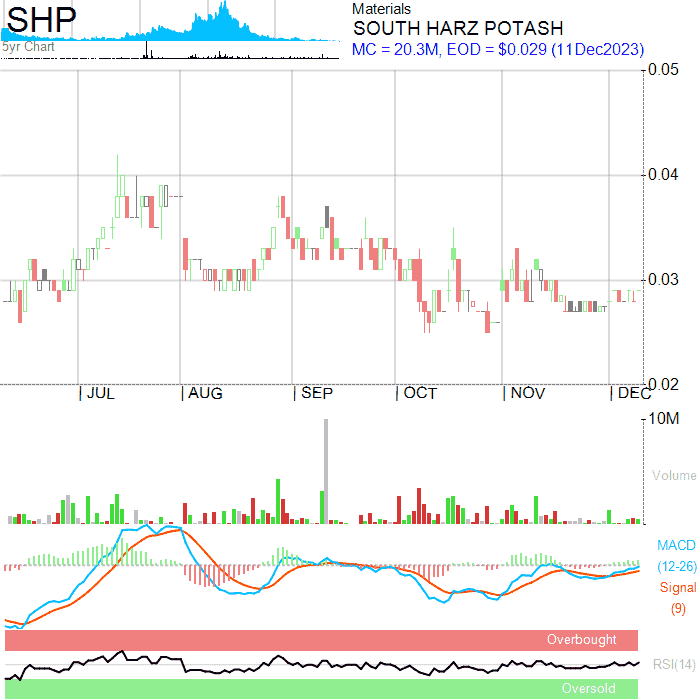 SHP
5yr Chart
Materials
SOUTH HARZ POTASH
MC = 20.3M, EOD = $0.029 (11Dec2023)
0.05
0.04
0.03
0.02
JUL AUG SEP OCT NOV DEC
10M
Volume
MACD
(12-26)
Signal
(9)
Overbought
RSI(14)
Oversold